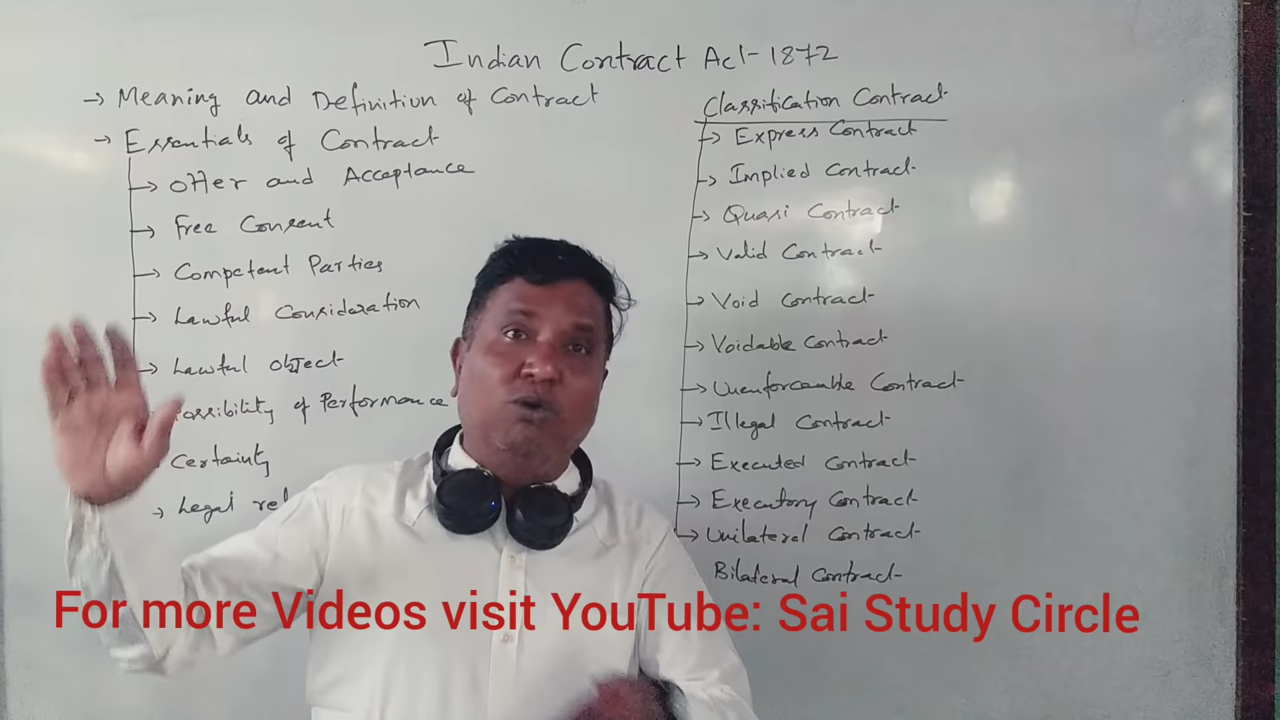 Indian Contract Act-1872
→ Meaning and Definition of Contract
→ Essentials of Contract
→ Offer and Acceptance
→ Free Consent
→ Competent Parties
→ Lawful Consideration
→ Lawful object
Possibility of Performance
Certainty
→ Legal
Classification Contract
→ Express Contract
→ Implied Contract
→ Quasi Contract
→ Valid Contract
→ Void Contract
→ Voidable Contract
→ Unenforceable Contract
→ Illegal Contract
→ Executed Contract
→ Executory Contract
→ Unilateral Contract
Bilateral Contract
For more Videos visit YouTube: Sai Study Circle